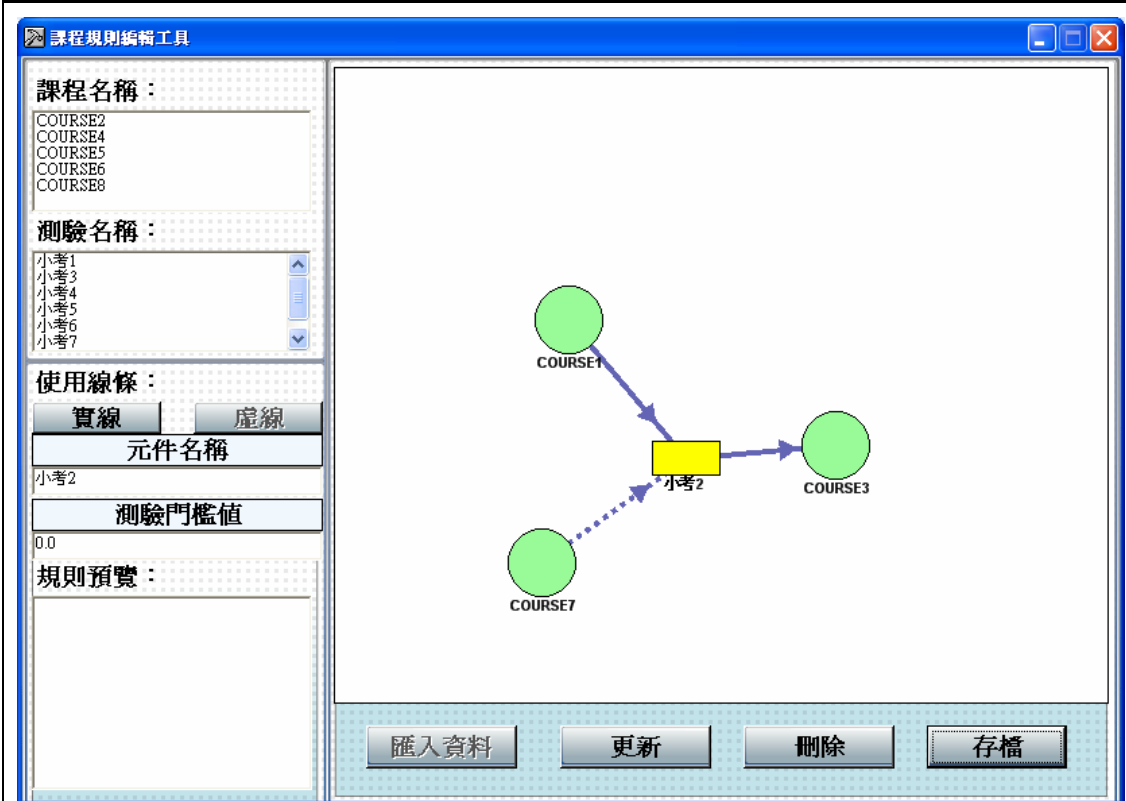 課程規則編輯工具
課程名稱：
COURSE2
COURSE4
COURSE5
COURSE6
COURSE8
測驗名稱：
小考1
小考3
小考4
小考5
小考6
小考7
使用線條：
實線
虛線
元件名稱
小考2
測驗門檻值
0.0
規則預覽：
COURSE1
小考2
COURSE3
COURSE7
匯入資料
更新
刪除
存檔